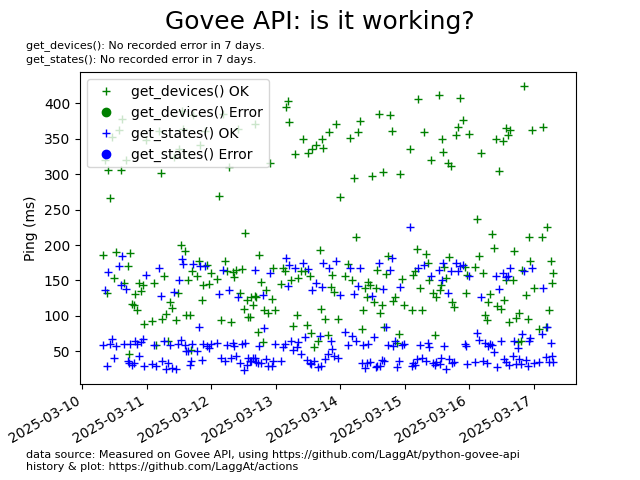 Govee API: is it working?
get_devices(): No recorded error in 7 days.
get_states(): No recorded error in 7 days.
get_devices() OK
get_devices() Error
get_states() OK
get_states() Error
Ping (ms)
400
350
300
250
200
150
100
50
2025-03-10
2025-03-11
2025-03-12
2025-03-13
2025-03-14
2025-03-15
2025-03-16
2025-03-17
data source: Measured on Govee API, using https://github.com/LaggAt/python-govee-api
history & plot: https://github.com/LaggAt/actions